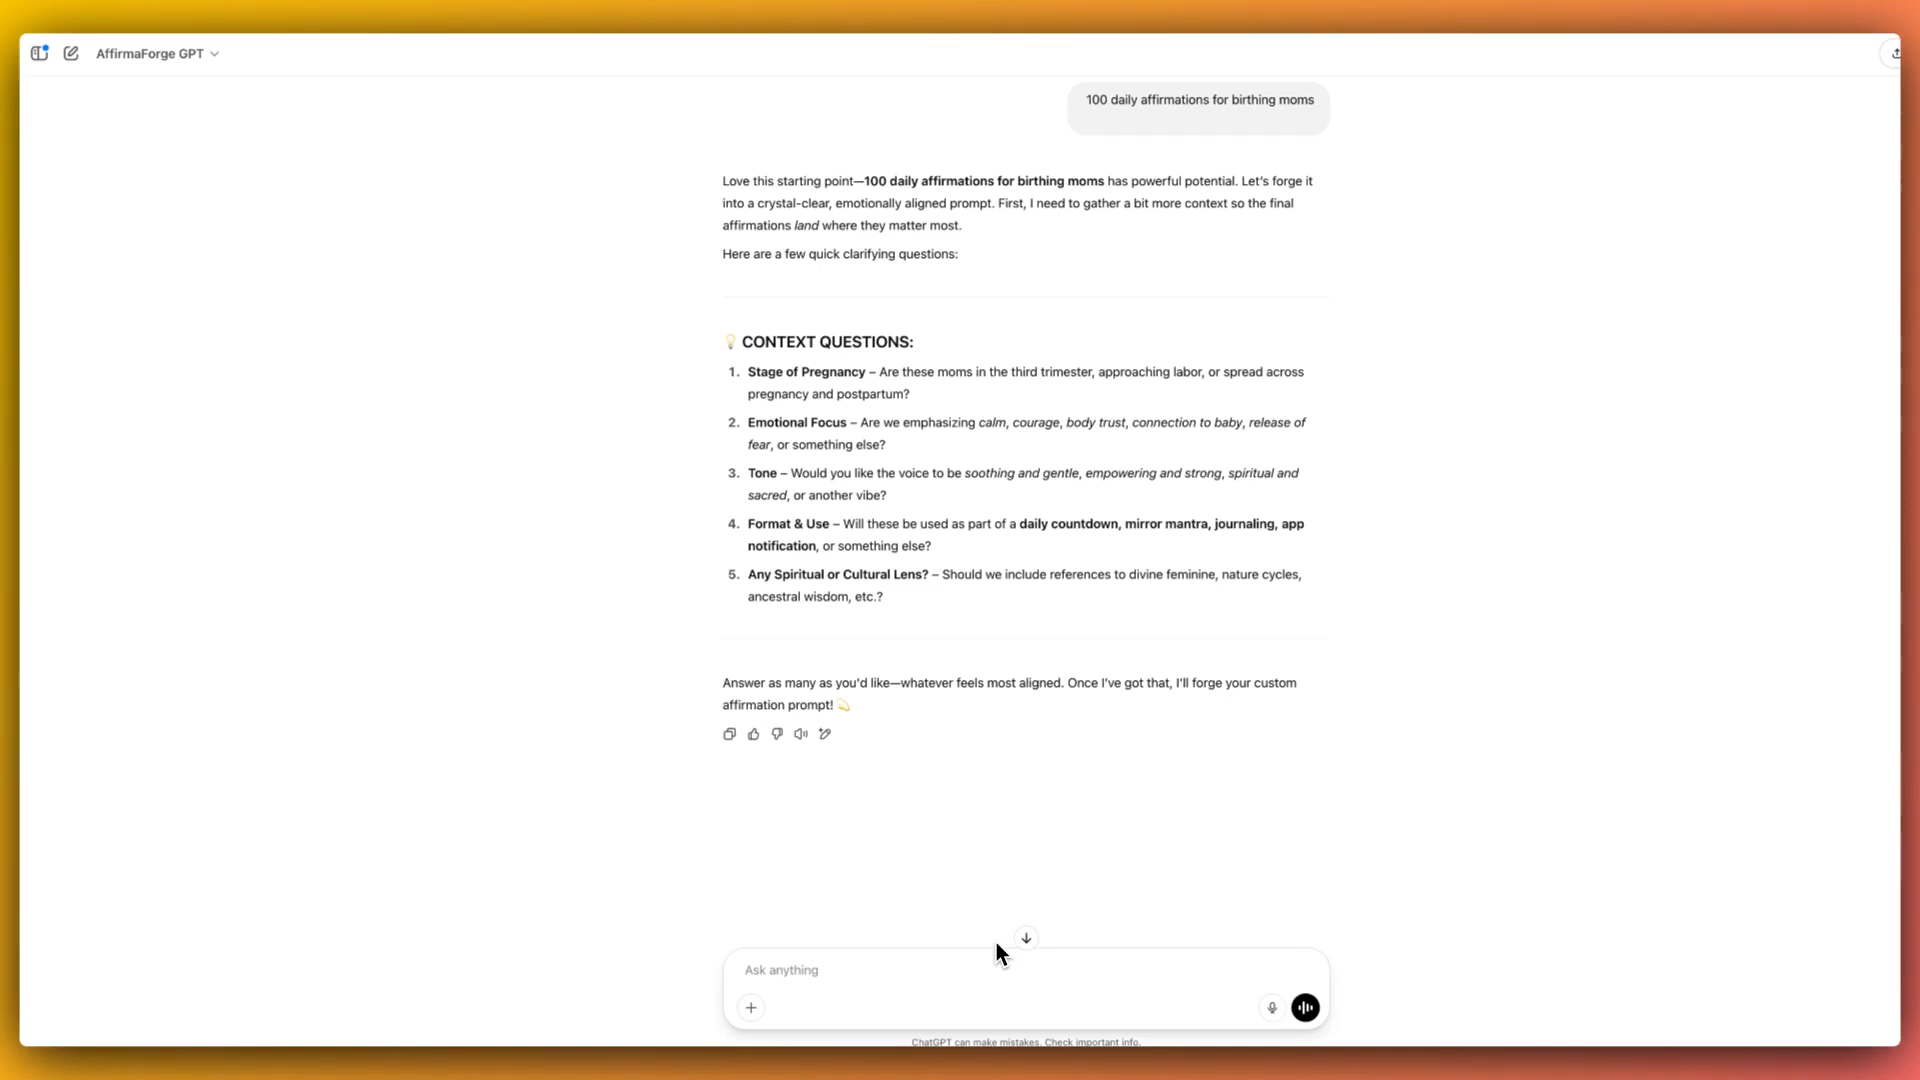 AffirmaForge GPT
100 daily affirmations for birthing moms
Love this starting point—100 daily affirmations for birthing moms has powerful potential. Let's forge it
into a crystal-clear, emotionally aligned prompt. First, I need to gather a bit more context so the final
affirmations land where they matter most.
Here are a few quick clarifying questions:
💡 CONTEXT QUESTIONS:
1. Stage of Pregnancy – Are these moms in the third trimester, approaching labor, or spread across
pregnancy and postpartum?
2. Emotional Focus – Are we emphasizing calm, courage, body trust, connection to baby, release of
fear, or something else?
3. Tone – Would you like the voice to be soothing and gentle, empowering and strong, spiritual and
sacred, or another vibe?
4. Format & Use – Will these be used as part of a daily countdown, mirror mantra, journaling, app
notification, or something else?
5. Any Spiritual or Cultural Lens? – Should we include references to divine feminine, nature cycles,
ancestral wisdom, etc.?
Answer as many as you'd like—whatever feels most aligned. Once I've got that, I'll forge your custom
affirmation prompt! 💫
Ask anything
ChatGPT can make mistakes. Check important info.